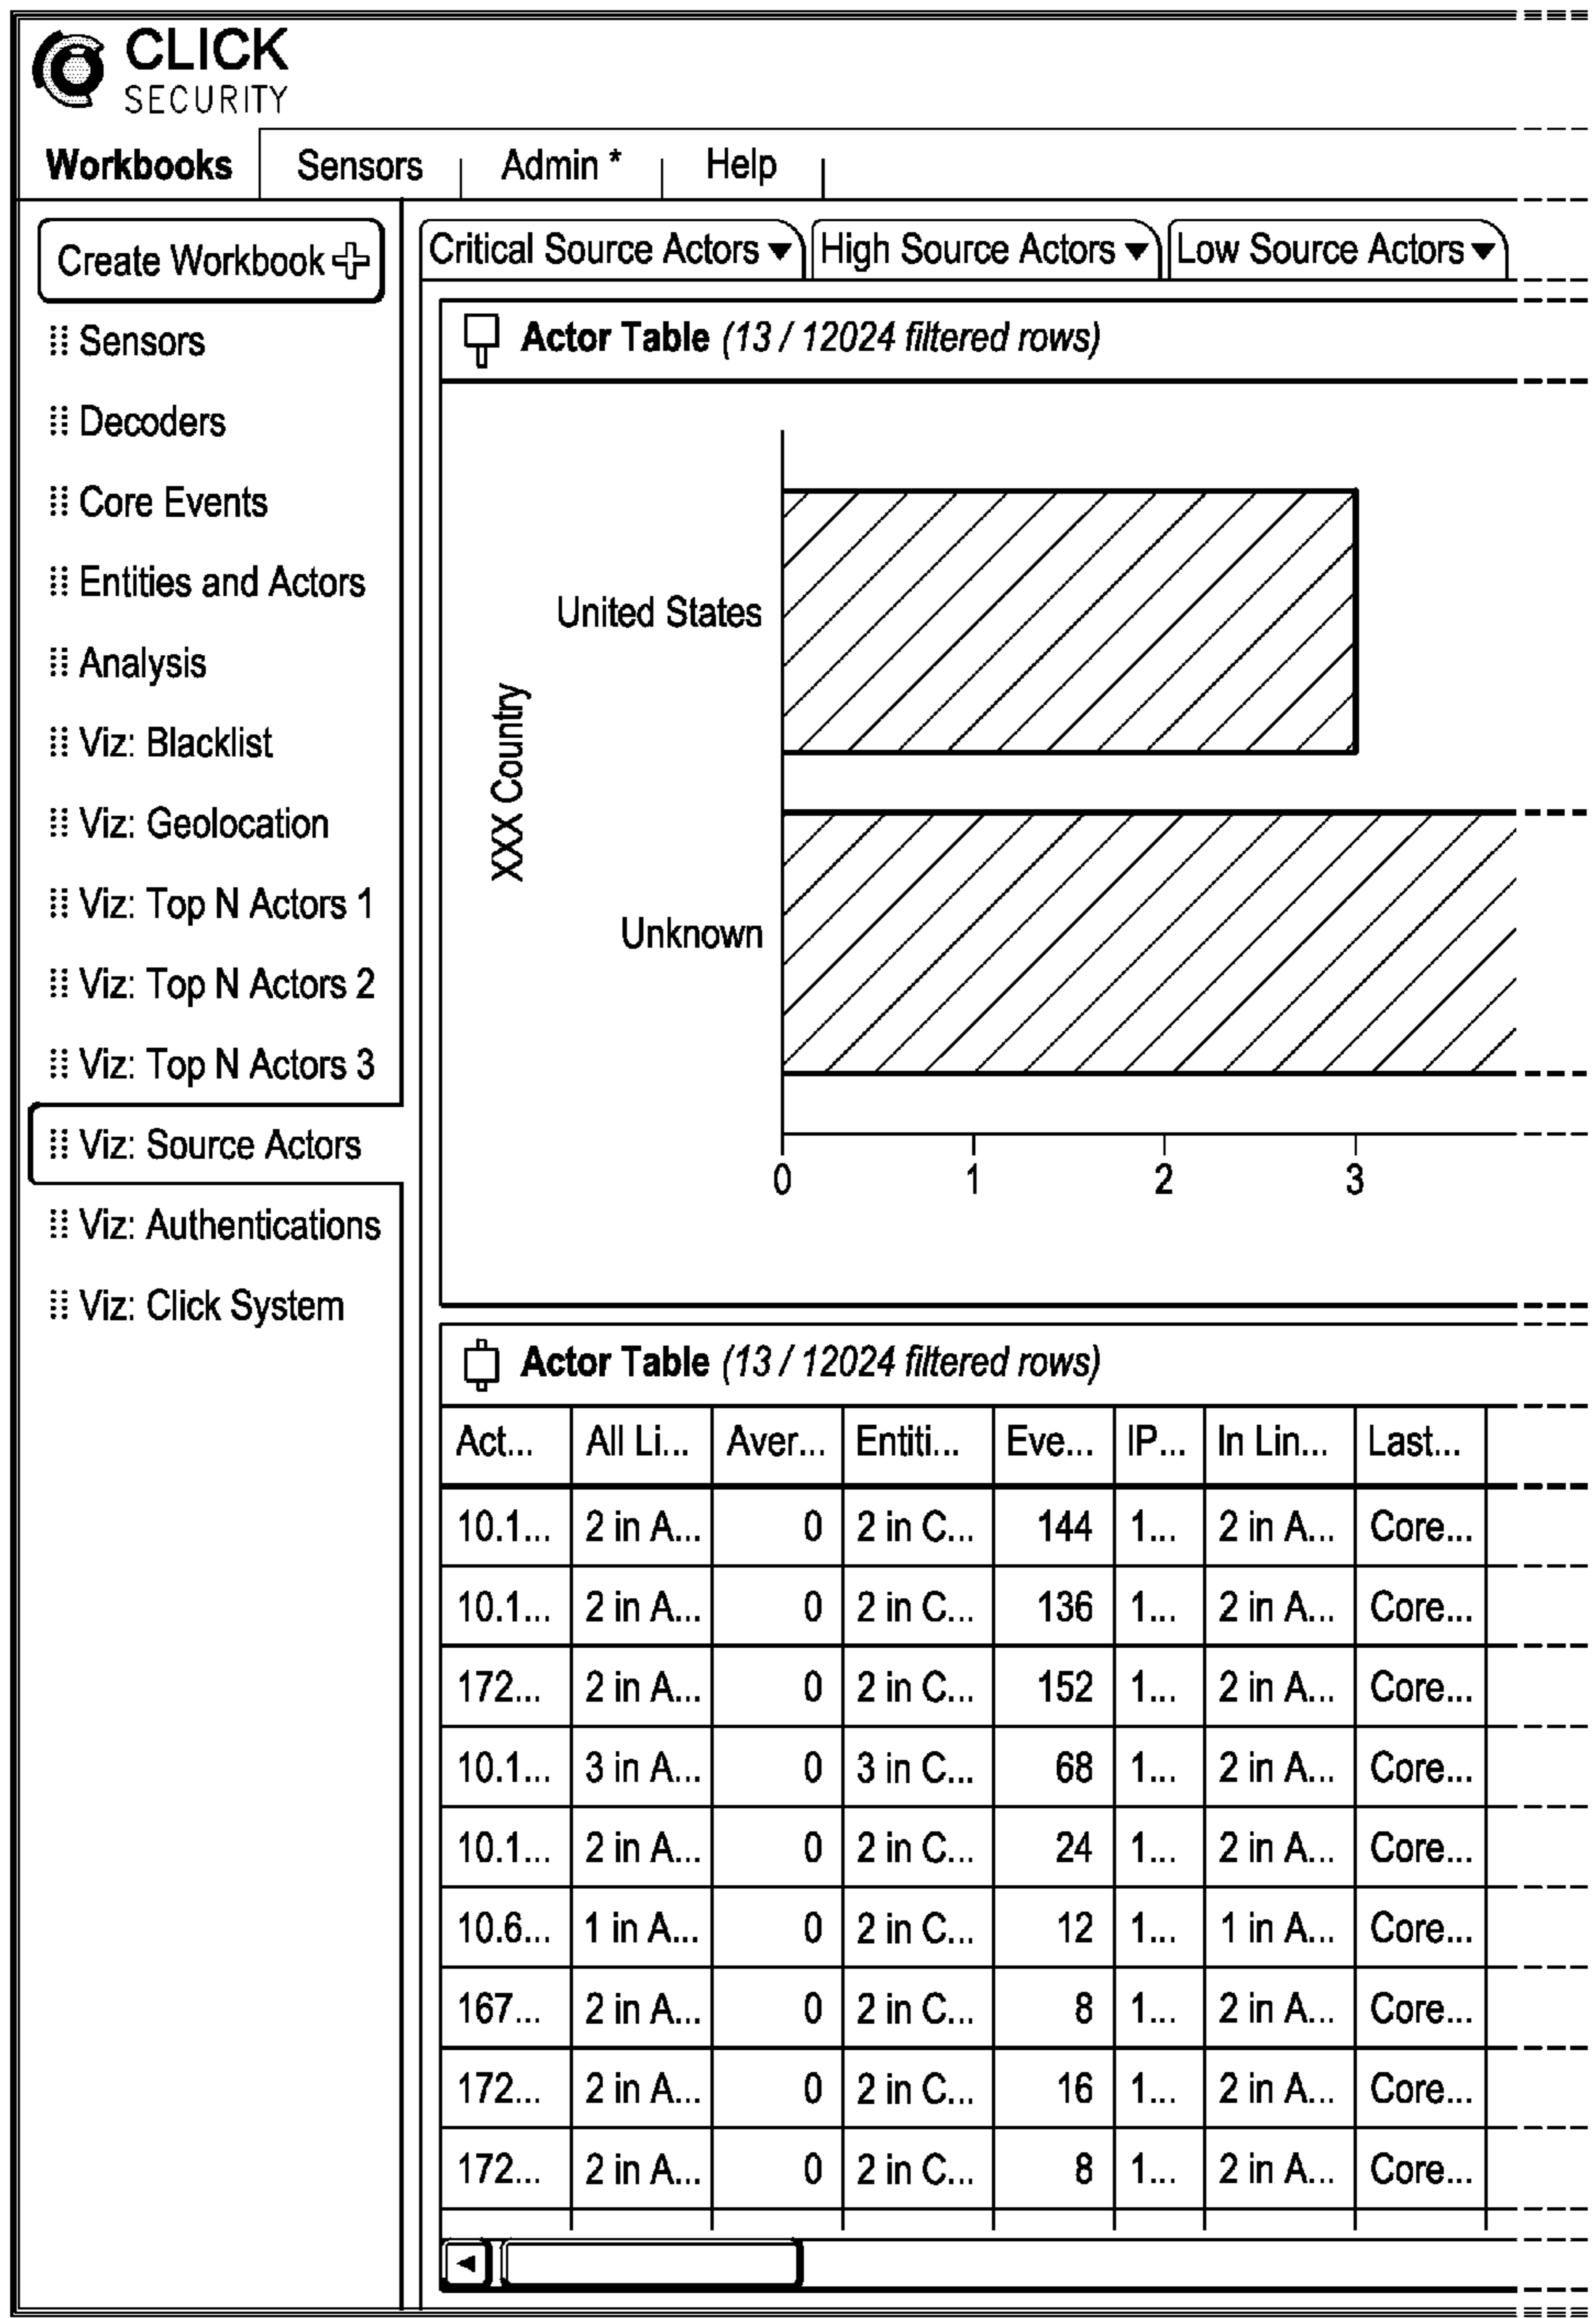 CLICK
SECURITY
Workbooks Sensors Admin * Help
Create Workbook
Sensors
Decoders
Core Events
Entities and Actors
Analysis
Viz: Blacklist
Viz: Geolocation
Viz: Top N Actors 1
Viz: Top N Actors 2
Viz: Top N Actors 3
Viz: Source Actors
Viz: Authentications
Viz: Click System
Critical Source Actors High Source Actors Low Source Actors
Actor Table (13 / 12024 filtered rows)
XXX Country
United States
Unknown
0 1 2 3
Actor Table (13 / 12024 filtered rows)
Act... All Li... Aver... Entiti... Eve... IP... In Lin... Last...
10.1... 2 in A... 0 2 in C... 144 1... 2 in A... Core...
10.1... 2 in A... 0 2 in C... 136 1... 2 in A... Core...
172... 2 in A... 0 2 in C... 152 1... 2 in A... Core...
10.1... 3 in A... 0 3 in C... 68 1... 2 in A... Core...
10.1... 2 in A... 0 2 in C... 24 1... 2 in A... Core...
10.6... 1 in A... 0 2 in C... 12 1... 1 in A... Core...
167... 2 in A... 0 2 in C... 8 1... 2 in A... Core...
172... 2 in A... 0 2 in C... 16 1... 2 in A... Core...
172... 2 in A... 0 2 in C... 8 1... 2 in A... Core...